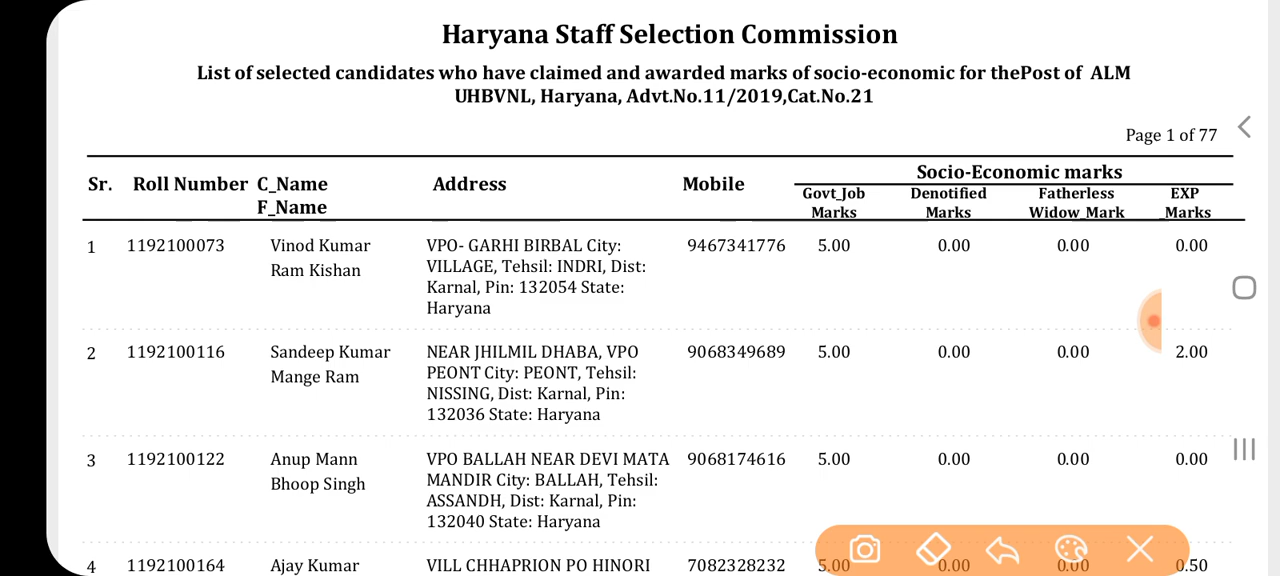 Haryana Staff Selection Commission
List of selected candidates who have claimed and awarded marks of socio-economic for thePost of ALM
UHBVNL, Haryana, Advt.No.11/2019,Cat.No.21
Page 1 of 77
Socio-Economic marks
Sr. Roll Number C_Name Address Mobile Govt_Job Denotified Fatherless EXP
F_Name Marks Marks Widow_Mark _Marks
1 1192100073 Vinod Kumar VPO- GARHI BIRBAL City: 9467341776 5.00 0.00 0.00 0.00
Ram Kishan VILLAGE, Tehsil: INDRI, Dist:
Karnal, Pin: 132054 State:
Haryana
2 1192100116 Sandeep Kumar NEAR JHILMIL DHABA, VPO 9068349689 5.00 0.00 0.00 2.00
Mange Ram PEONT City: PEONT, Tehsil:
NISSING, Dist: Karnal, Pin:
132036 State: Haryana
3 1192100122 Anup Mann VPO BALLAH NEAR DEVI MATA 9068174616 5.00 0.00 0.00 0.00
Bhoop Singh MANDIR City: BALLAH, Tehsil:
ASSANDH, Dist: Karnal, Pin:
132040 State: Haryana
4 1192100164 Ajay Kumar VILL CHHAPRION PO HINORI 7082328232 5.00 0.00 0.00 0.50